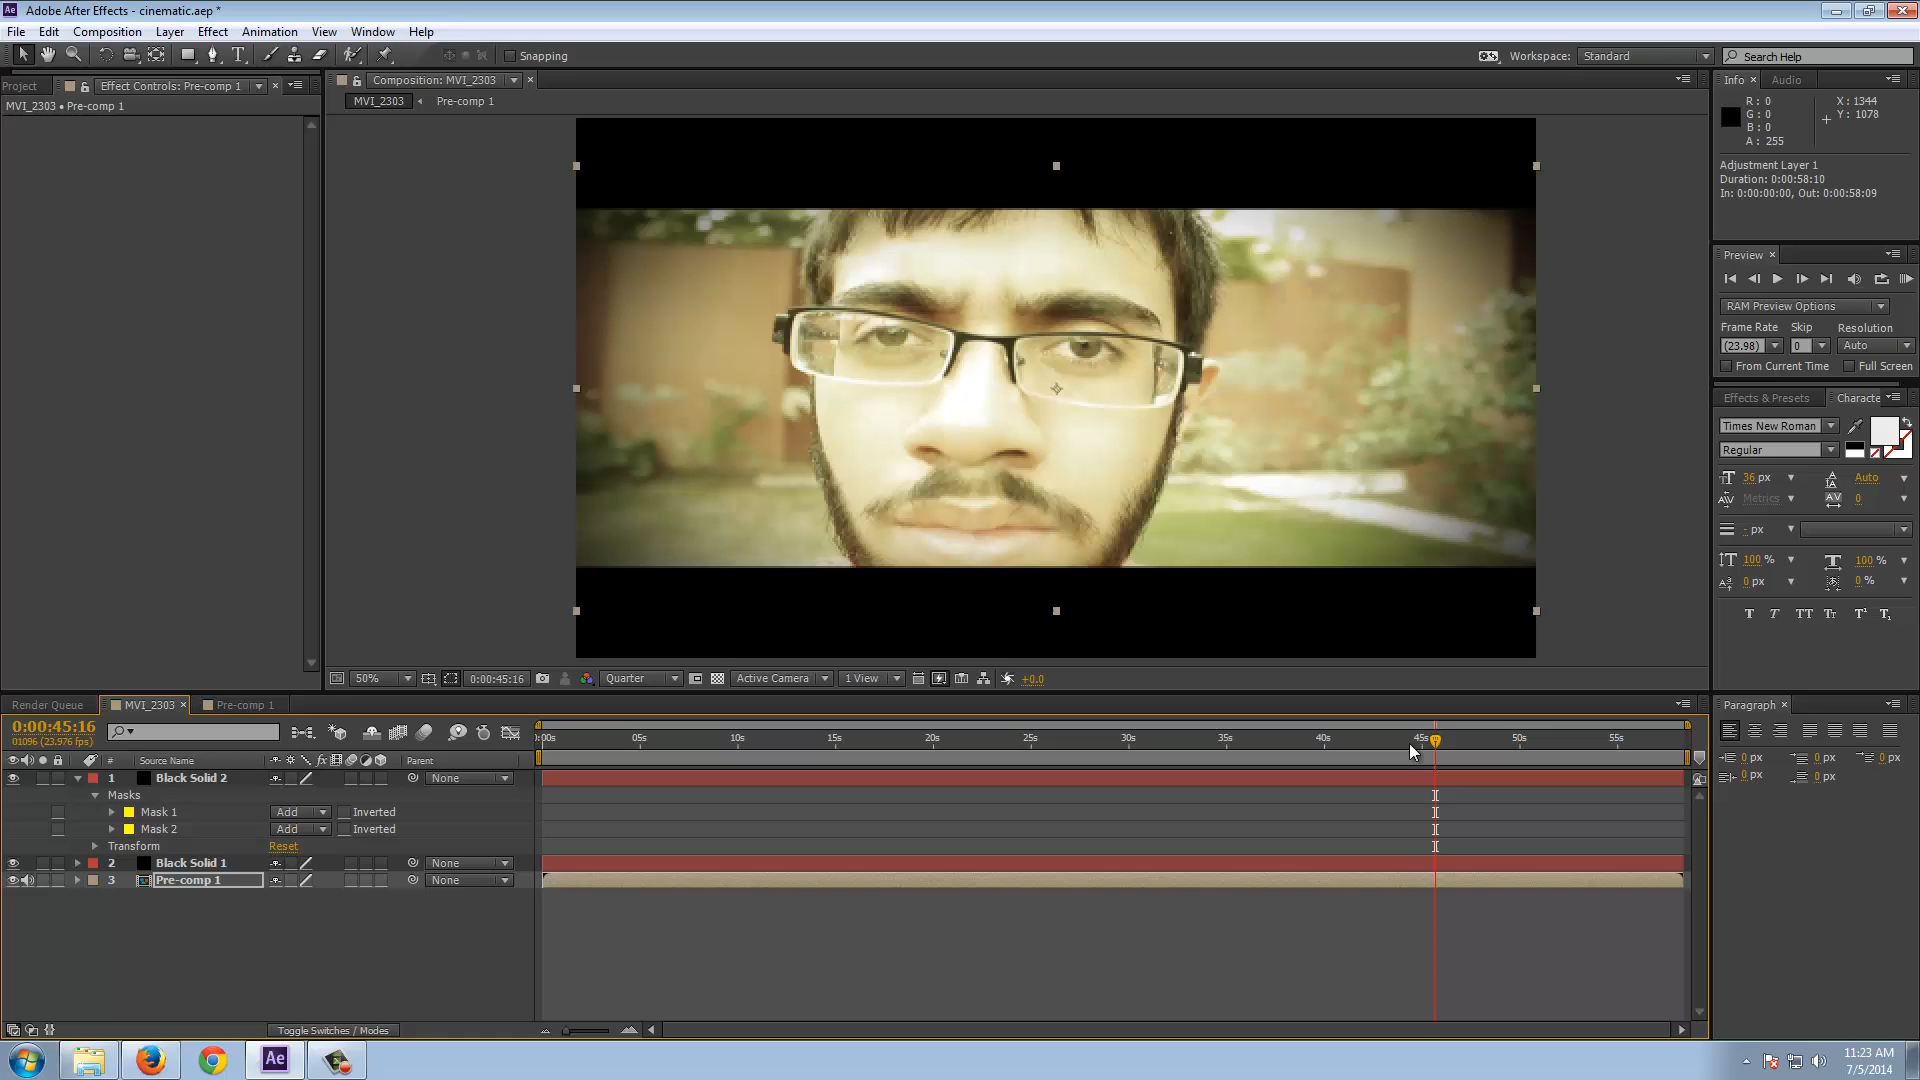 Adobe After Effects - cinematic.aep *
File Edit Composition Layer Effect Animation View Window Help
Snapping
Workspace: Standard
Search Help
Project
Effect Controls: Pre-comp 1
MVI_2303 • Pre-comp 1
Composition: MVI_2303
MVI_2303 Pre-comp 1
Info Audio
R: 0
G: 0
B: 0
A: 255
X: 1344
Y: 1078
Adjustment Layer 1
Duration: 0:00:58:10
In: 0:00:00:00, Out: 0:00:58:09
Preview
RAM Preview Options
Frame Rate Skip Resolution
(23.98) 0 Auto
From Current Time Full Screen
Effects & Presets Characte
Times New Roman
Regular
36 px Auto
Metrics 0
- px
100 % 100 %
0 px 0 %
T T TT Tt T¹ T₁
50% 0:00:45:16 Quarter Active Camera 1 View +0.0
Render Queue MVI_2303 Pre-comp 1
0:00:45:16
01096 (23.976 fps)
:00s 05s 10s 15s 20s 25s 30s 35s 40s 45s 50s 55s
# Source Name fx Parent
1 Black Solid 2 None
Masks
Mask 1 Add Inverted
Mask 2 Add Inverted
Transform Reset
2 Black Solid 1 None
3 Pre-comp 1 None
Toggle Switches / Modes
Paragraph
0 px 0 px 0 px
0 px 0 px
Ae
11:23 AM
7/5/2014